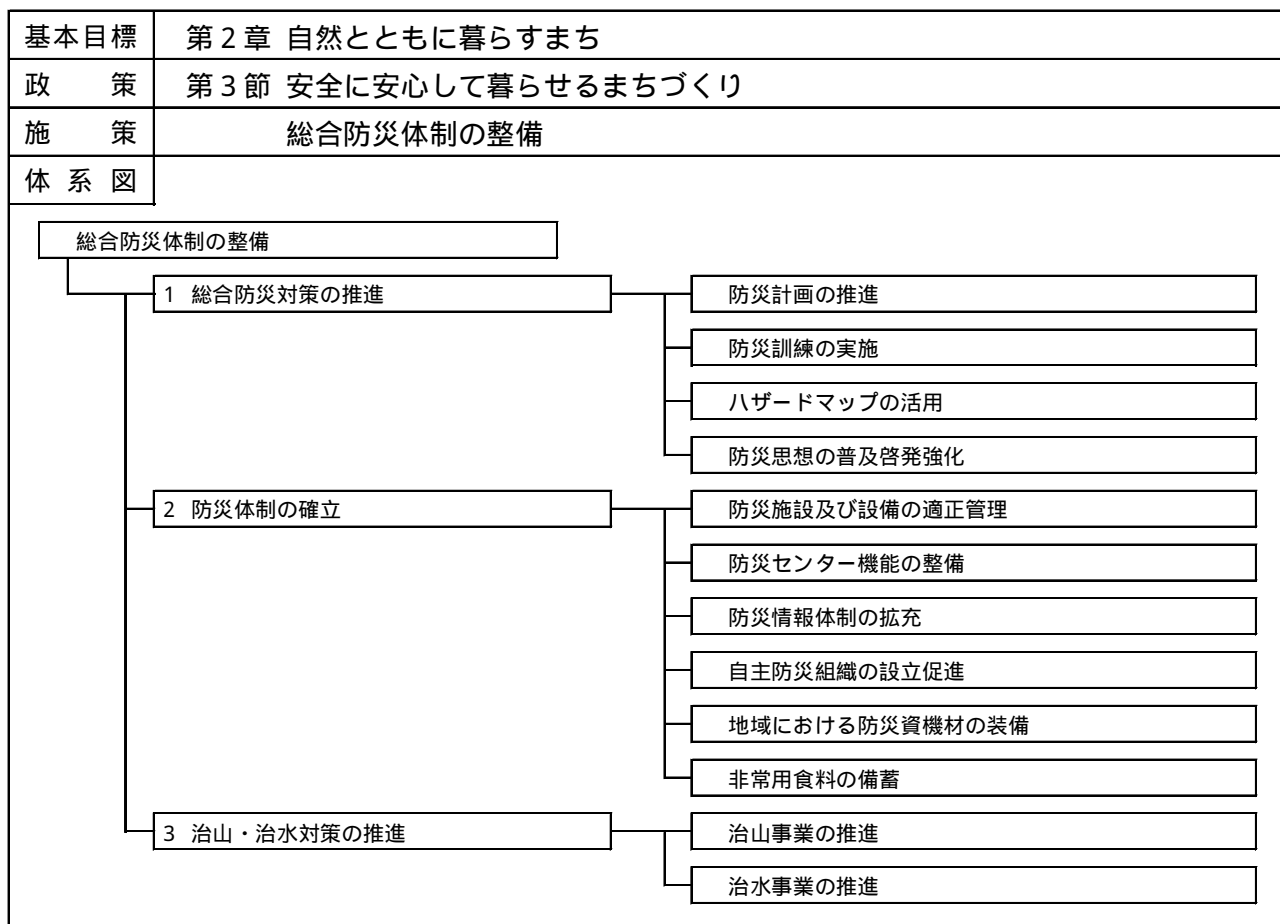 基本目標 第2章 自然とともに暮らすまち
政策 第3節 安全に安心して暮らせるまちづくり
施策 総合防災体制の整備
体系図
総合防災体制の整備
1 総合防災対策の推進
防災計画の推進
防災訓練の実施
ハザードマップの活用
防災思想の普及啓発強化
2 防災体制の確立
防災施設及び設備の適正管理
防災センター機能の整備
防災情報体制の拡充
自主防災組織の設立促進
地域における防災資機材の装備
非常用食料の備蓄
3 治山・治水対策の推進
治山事業の推進
治水事業の推進